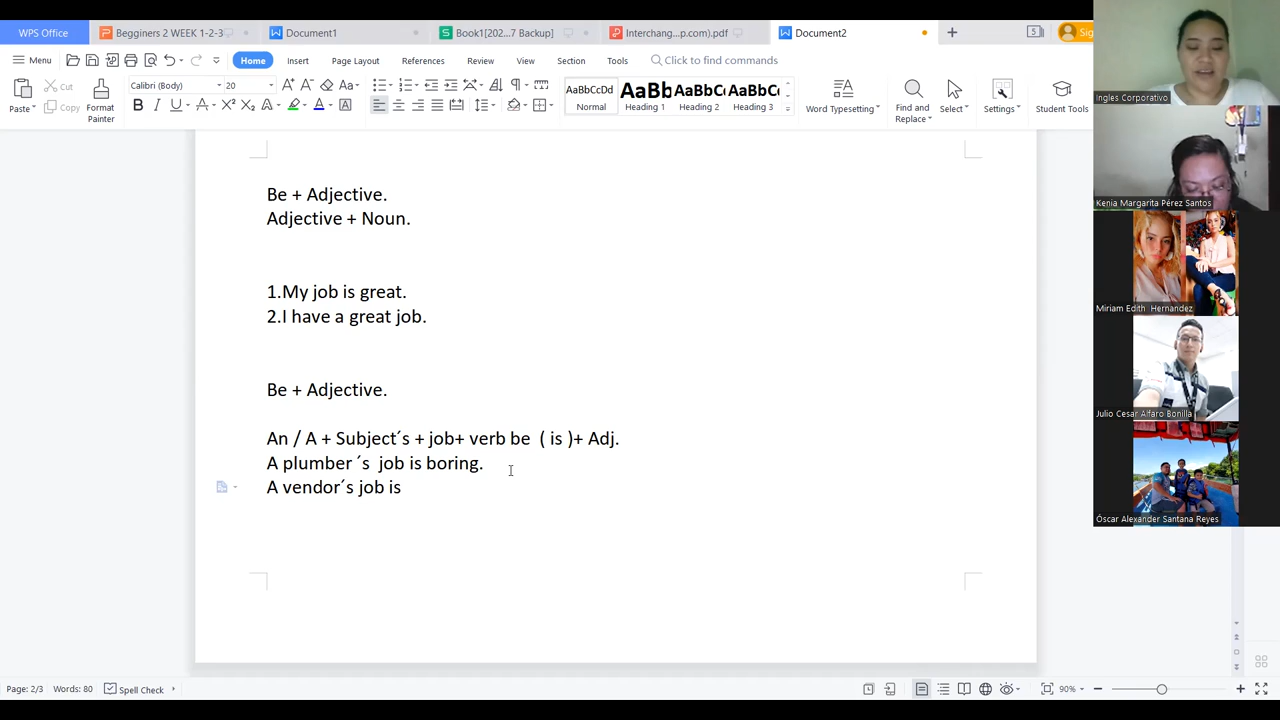 WPS Office
Begginers 2 WEEK 1-2-3
Document1
Book1[202...7 Backup]
Interchang...p.com).pdf
Document2
+
Menu
Home
Insert
Page Layout
References
Review
View
Section
Tools
Click to find commands
Paste
Cut
Copy
Format Painter
Calibri (Body)
20
AaBbCcDd
Normal
AaBb
Heading 1
AaBbC
Heading 2
AaBbC
Heading 3
Word Typesetting
Find and Replace
Select
Settings
Student Tools
Be + Adjective.
Adjective + Noun.
1.My job is great.
2.I have a great job.
Be + Adjective.
An / A + Subject´s + job+ verb be ( is )+ Adj.
A plumber ´s job is boring.
A vendor´s job is
Ingles Corporativo
Kenia Margarita Pérez Santos
Miriam Edith Hernandez
Julio Cesar Alfaro Bonilla
Óscar Alexander Santana Reyes
Page: 2/3 Words: 80 Spell Check
90%